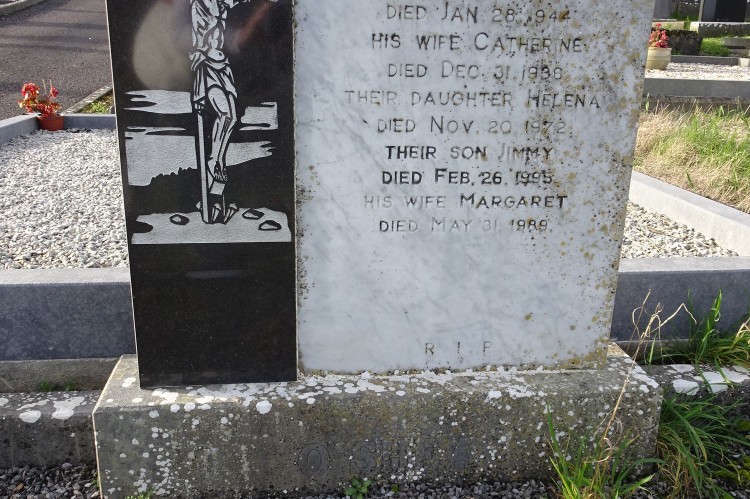 DIED JAN 28 1944
HIS WIFE CATHERINE
DIED DEC. 31 1938
THEIR DAUGHTER HELENA
DIED NOV. 20 1972
THEIR SON JIMMY
DIED FEB. 26 1995
HIS WIFE MARGARET
DIED MAY 31 1989
R I P